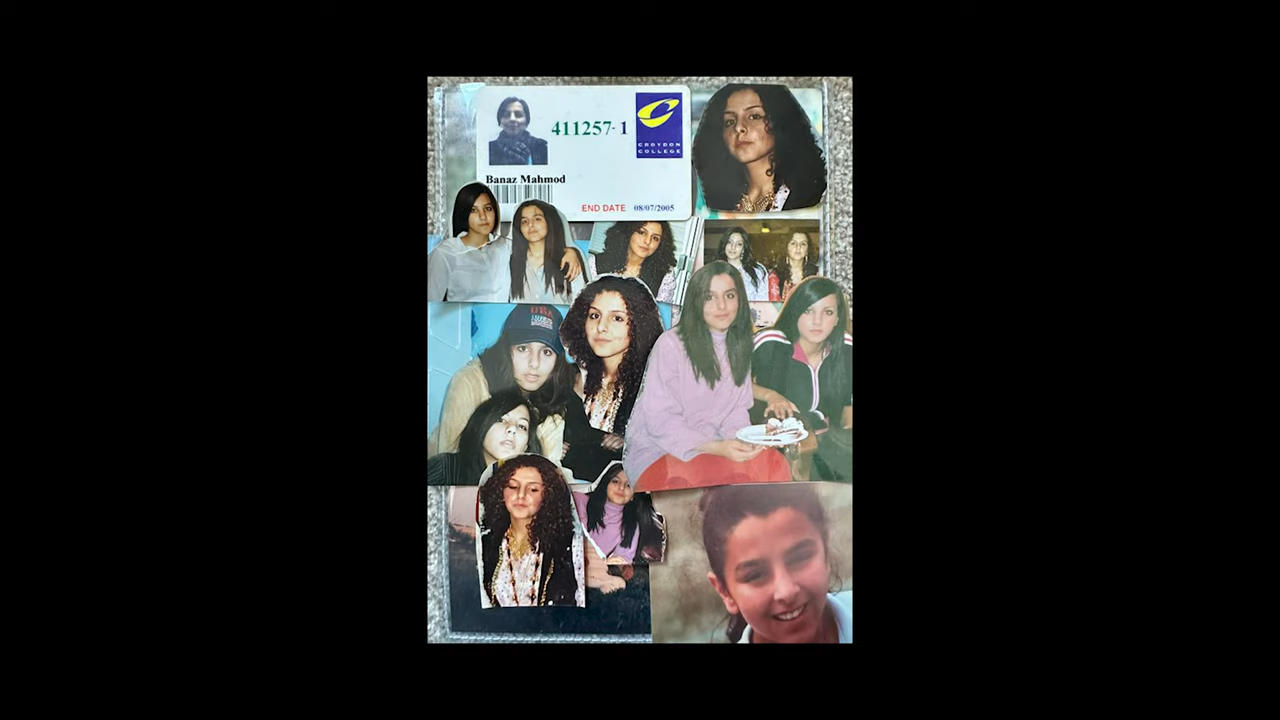 411257-1
CROYDON
COLLEGE
Banaz Mahmod
END DATE 08/07/2005